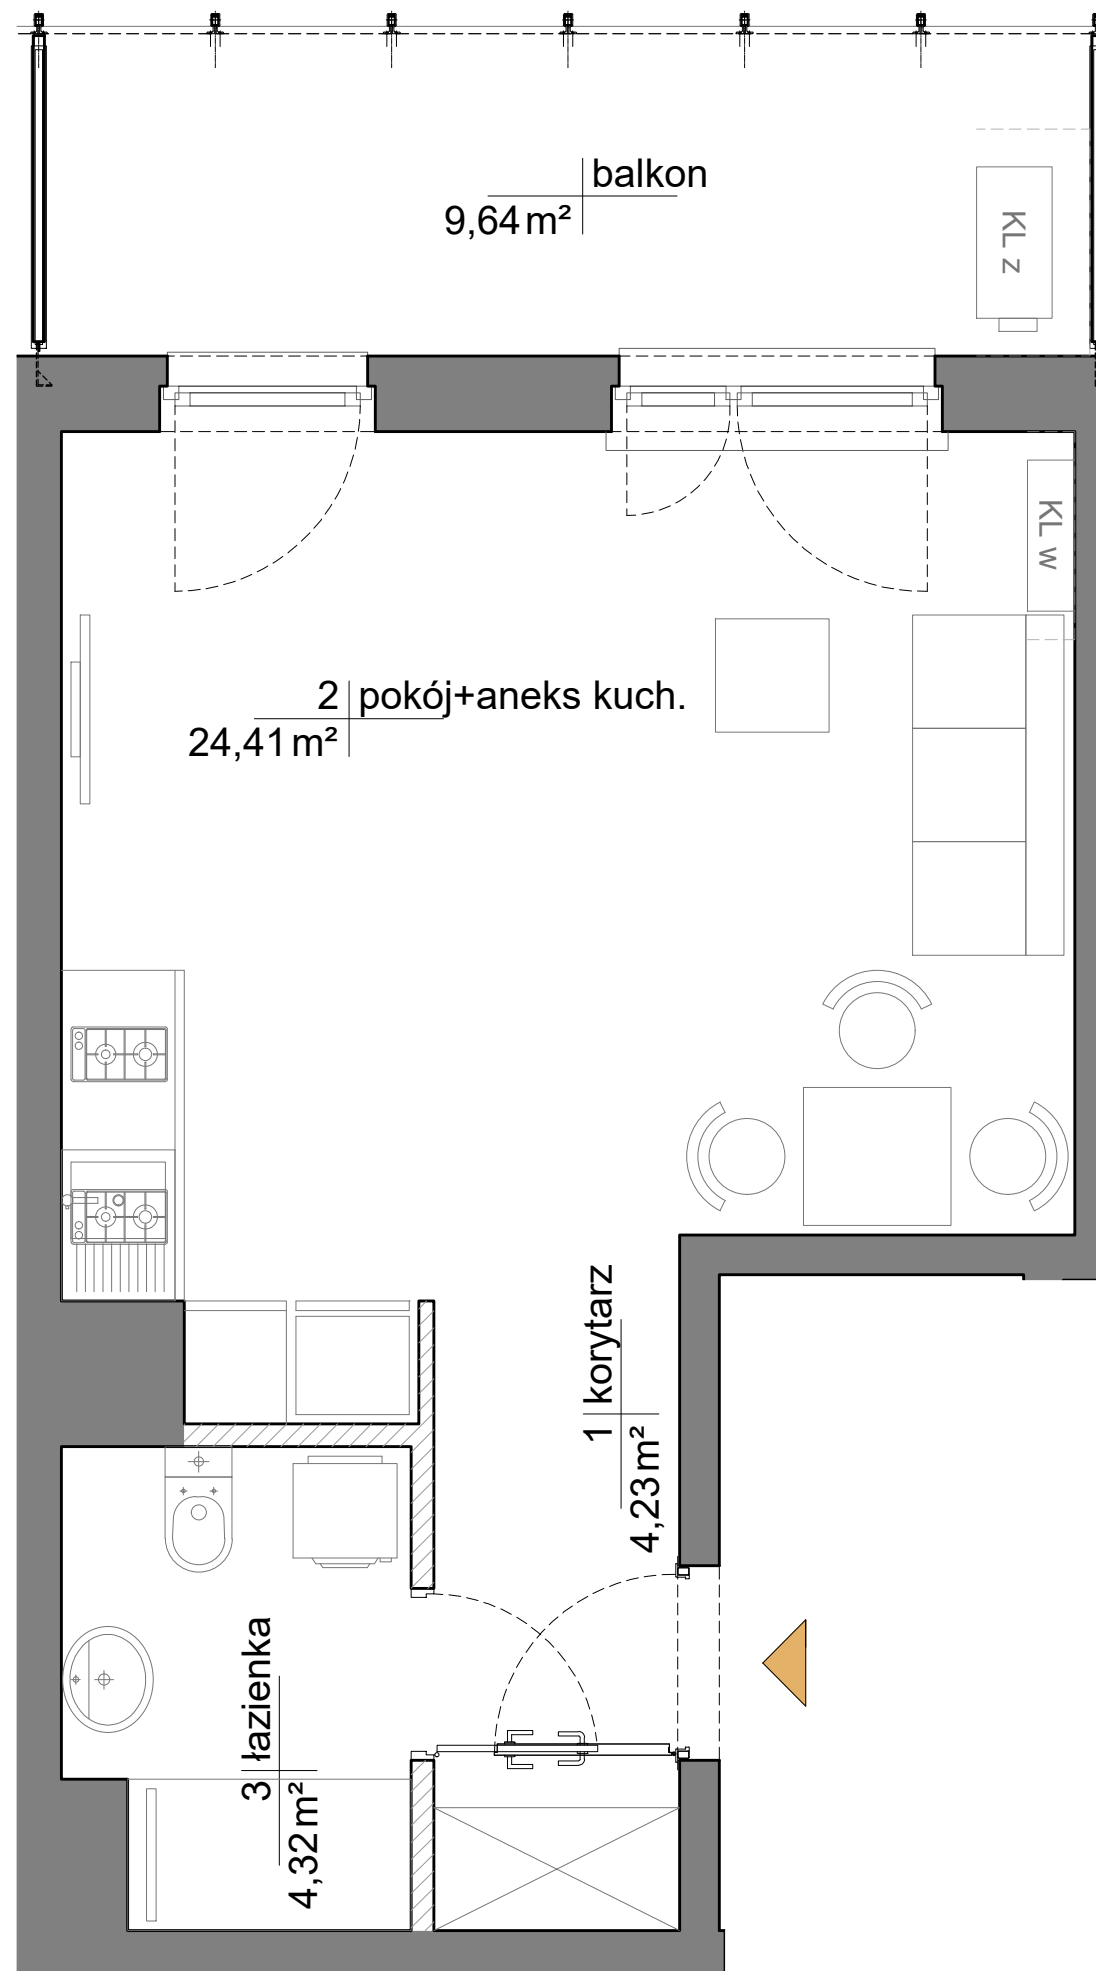 balkon
9,64 m²
KL z
KL w
2 pokój+aneks kuch.
24,41 m²
1 korytarz
4,23 m²
3 łazienka
4,32 m²